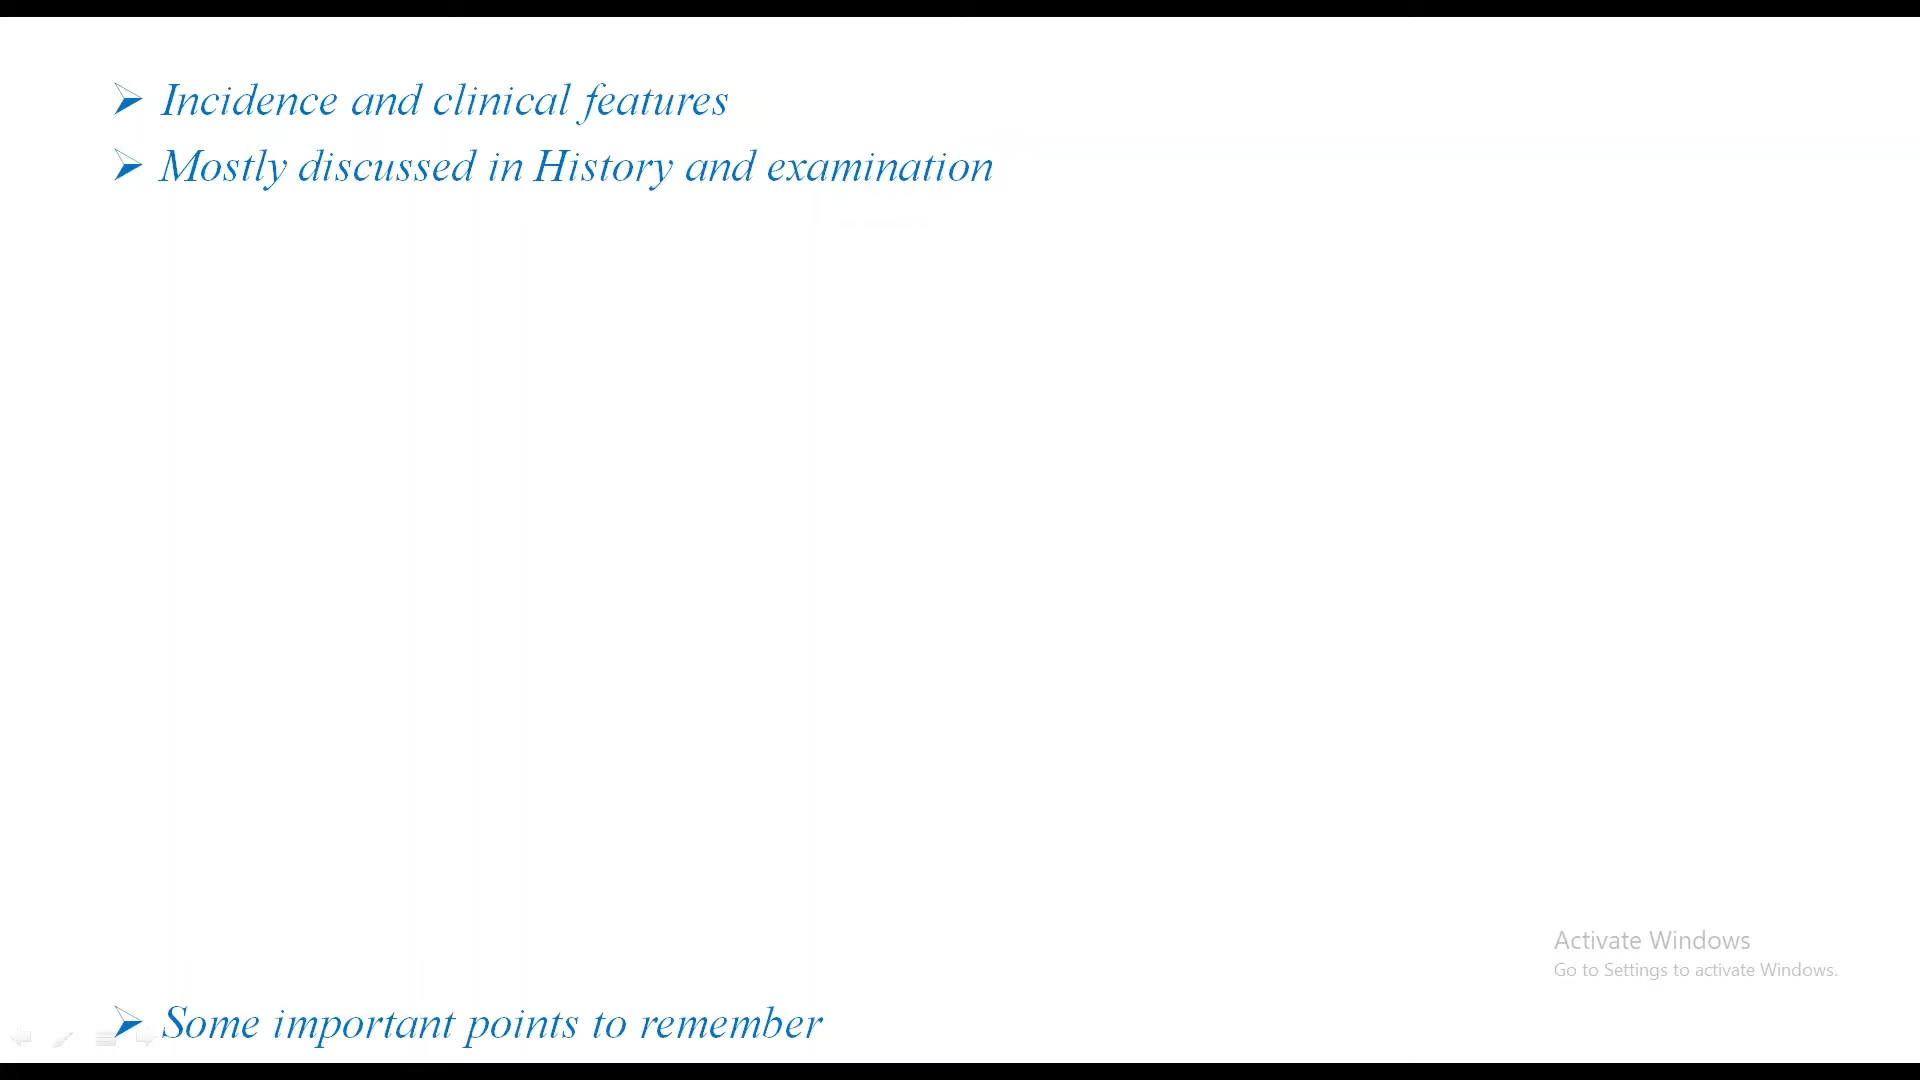 Incidence and clinical features
Mostly discussed in History and examination
Activate Windows
Go to Settings to activate Windows.
Some important points to remember